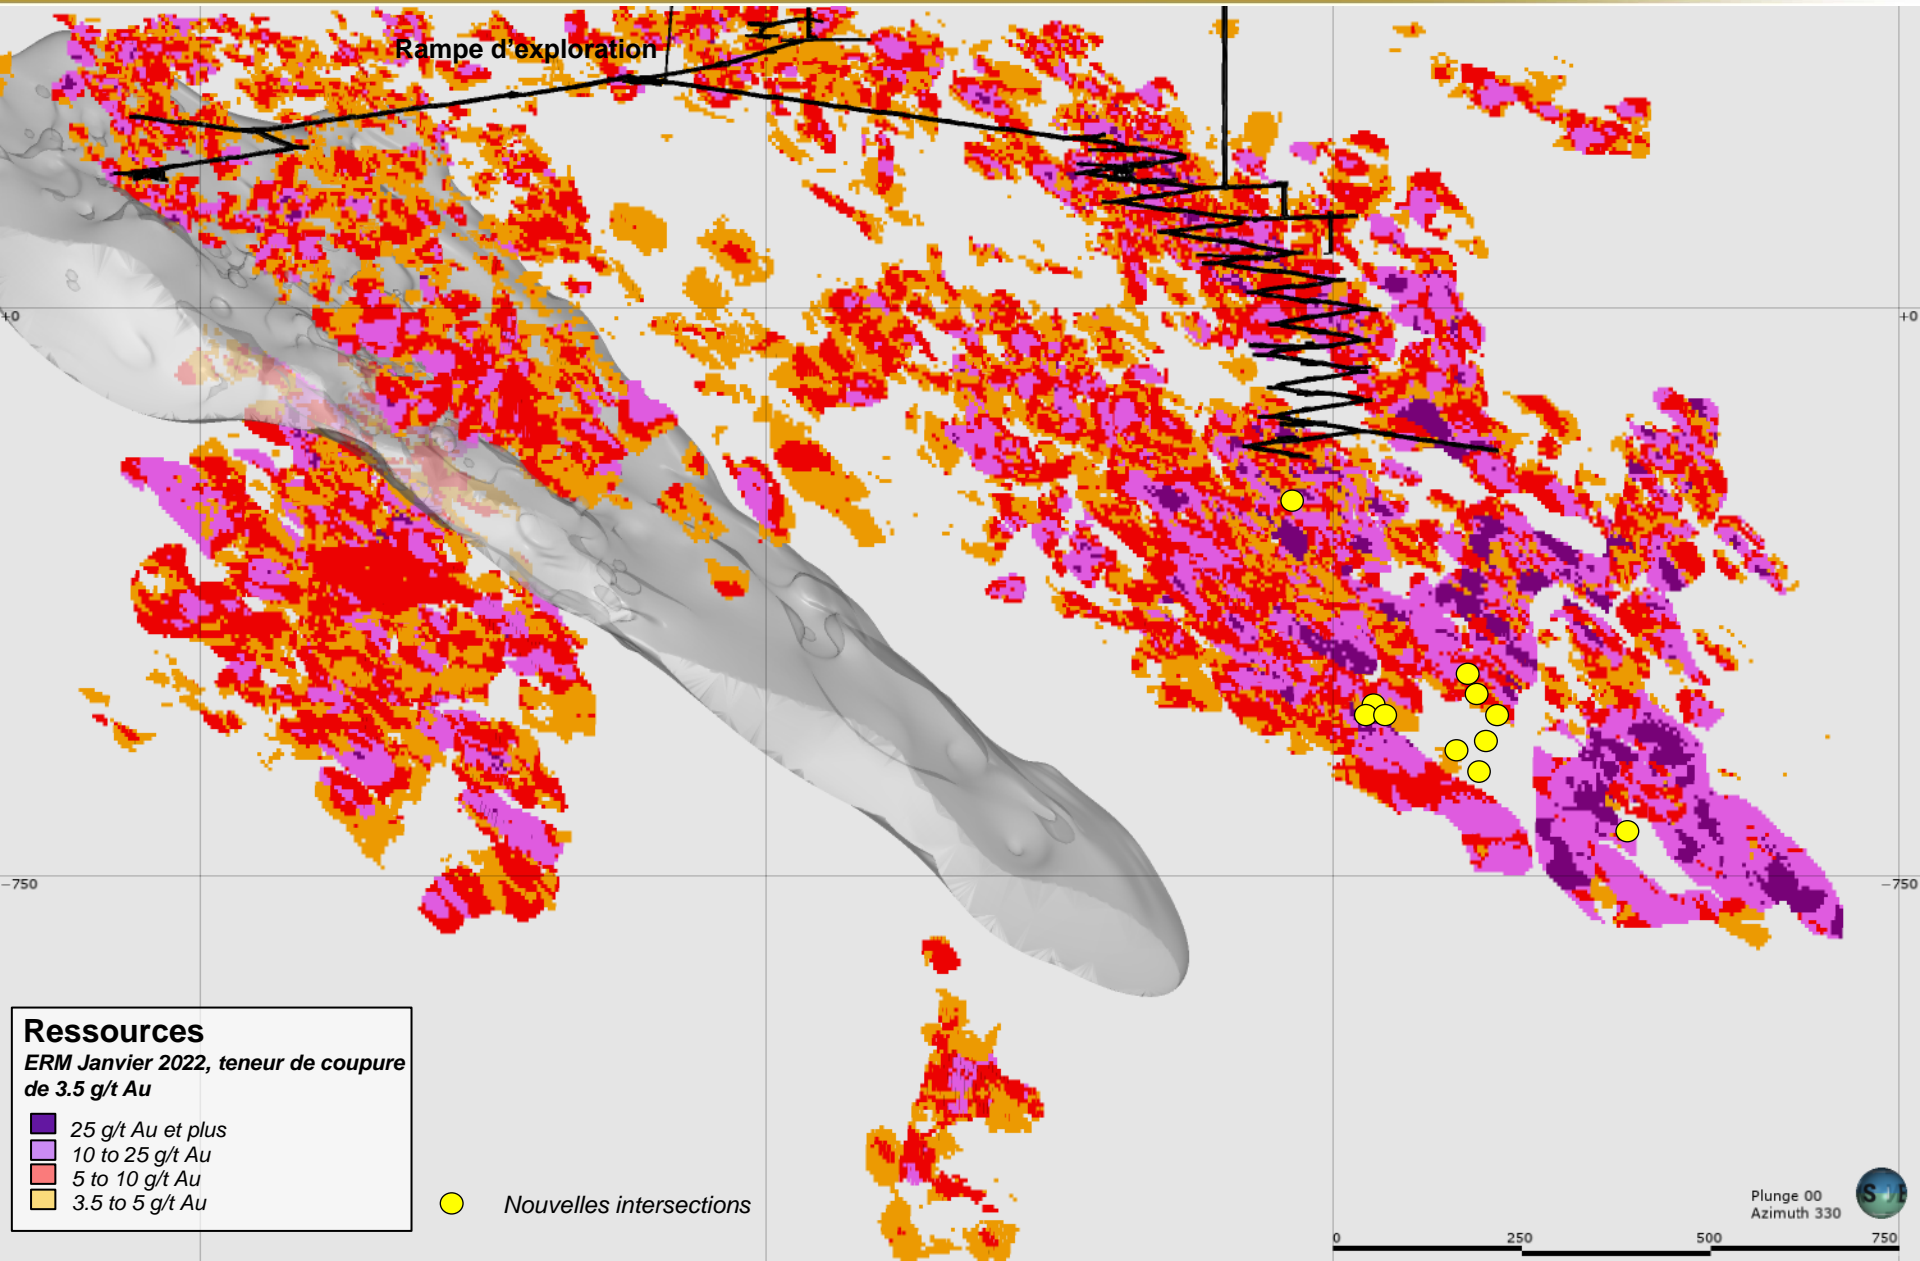 Rampe d'exploration
+0
+0
-750
-750
Ressources
ERM Janvier 2022, teneur de coupure
de 3.5 g/t Au
25 g/t Au et plus
10 to 25 g/t Au
5 to 10 g/t Au
3.5 to 5 g/t Au
Nouvelles intersections
Plunge 00
Azimuth 330
S
E
0
250
500
750